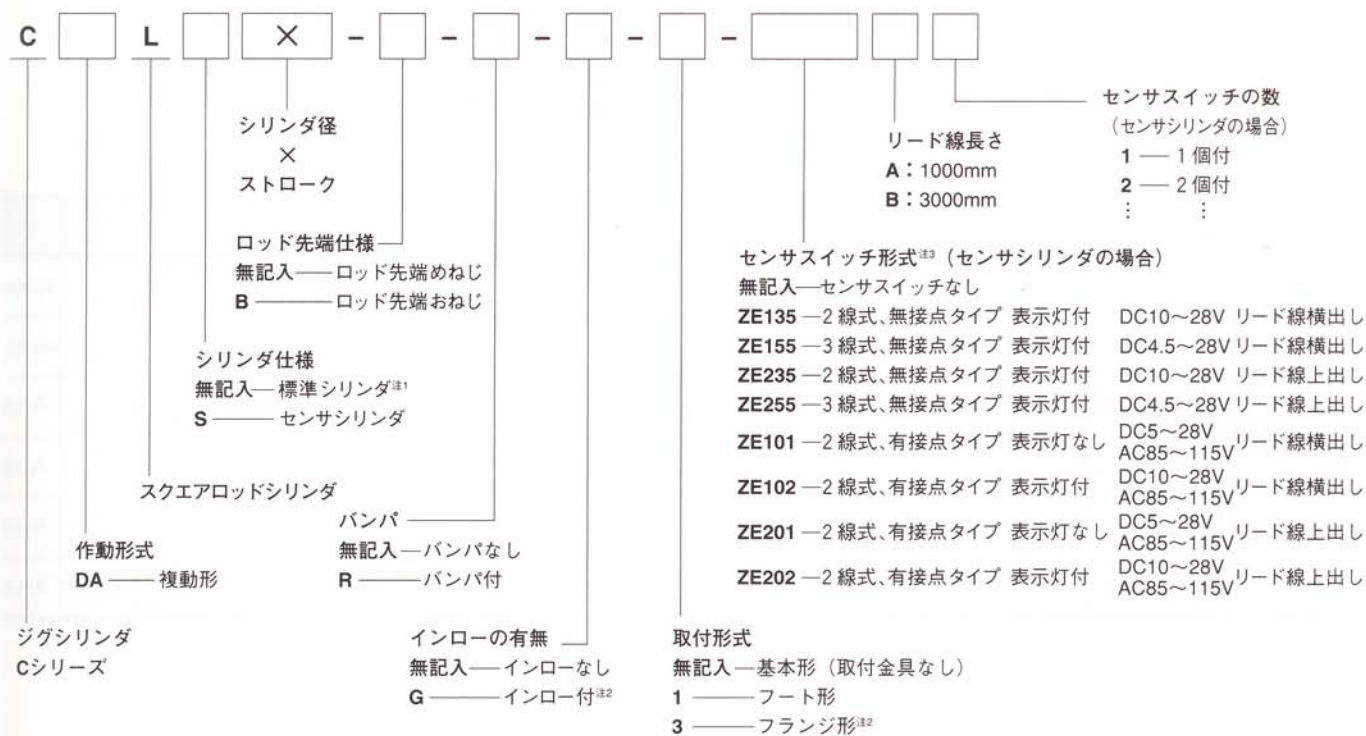 C L × - - - - -
センサスイッチの数
(センサシリンダの場合)
1 ── 1個付
2 ── 2個付
⋮ ⋮
リード線長さ
A：1000mm
B：3000mm
シリンダ径
×
ストローク
ロッド先端仕様
無記入──ロッド先端めねじ
B ────ロッド先端おねじ
センサスイッチ形式注3（センサシリンダの場合）
無記入─センサスイッチなし
ZE135 ─2線式、無接点タイプ 表示灯付 DC10〜28V リード線横出し
ZE155 ─3線式、無接点タイプ 表示灯付 DC4.5〜28V リード線横出し
ZE235 ─2線式、無接点タイプ 表示灯付 DC10〜28V リード線上出し
ZE255 ─3線式、無接点タイプ 表示灯付 DC4.5〜28V リード線上出し
ZE101 ─2線式、有接点タイプ 表示灯なし DC5〜28V AC85〜115V リード線横出し
ZE102 ─2線式、有接点タイプ 表示灯付 DC10〜28V AC85〜115V リード線横出し
ZE201 ─2線式、有接点タイプ 表示灯なし DC5〜28V AC85〜115V リード線上出し
ZE202 ─2線式、有接点タイプ 表示灯付 DC10〜28V AC85〜115V リード線上出し
シリンダ仕様
無記入─ 標準シリンダ注1
S ─── センサシリンダ
スクエアロッドシリンダ
バンパ
無記入─バンパなし
R ───バンパ付
作動形式
DA ── 複動形
ジグシリンダ
Cシリーズ
インローの有無
無記入──インローなし
G ───インロー付注2
取付形式
無記入─基本形（取付金具なし）
1 ───フート形
3 ───フランジ形注2